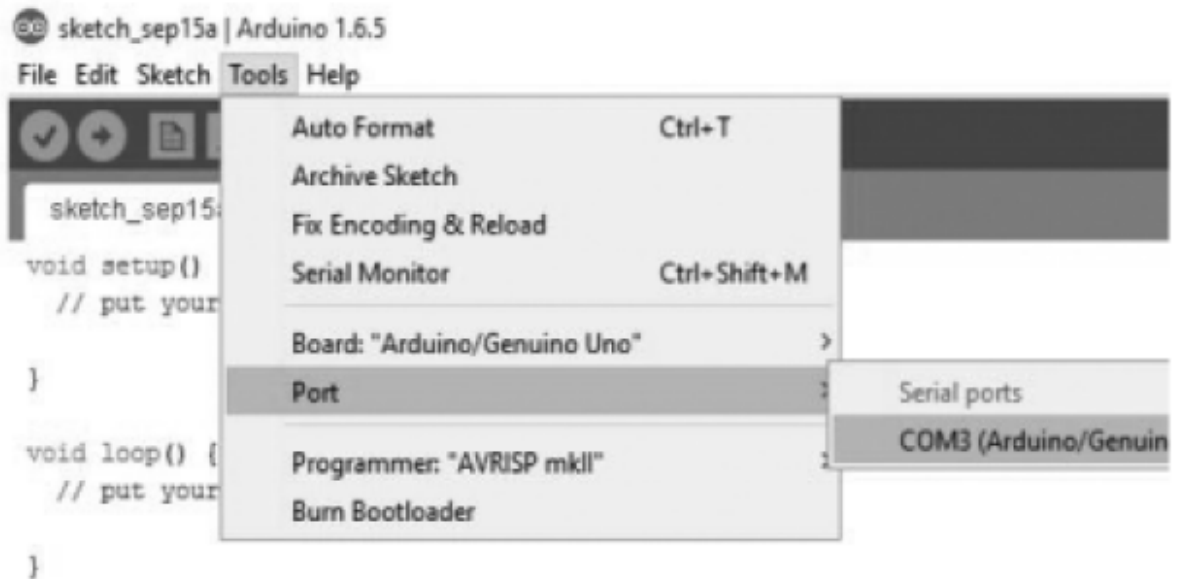 sketch_sep15a | Arduino 1.6.5
File Edit Sketch Tools Help
Auto Format Ctrl+T
Archive Sketch
sketch_sep15
Fix Encoding & Reload
void setup()
Serial Monitor Ctrl+Shift+M
// put your
Board: "Arduino/Genuino Uno"
}
Port
Serial ports
COM3 (Arduino/Genuin
void loop() {
Programmer: "AVRISP mkII"
// put your
Burn Bootloader
}